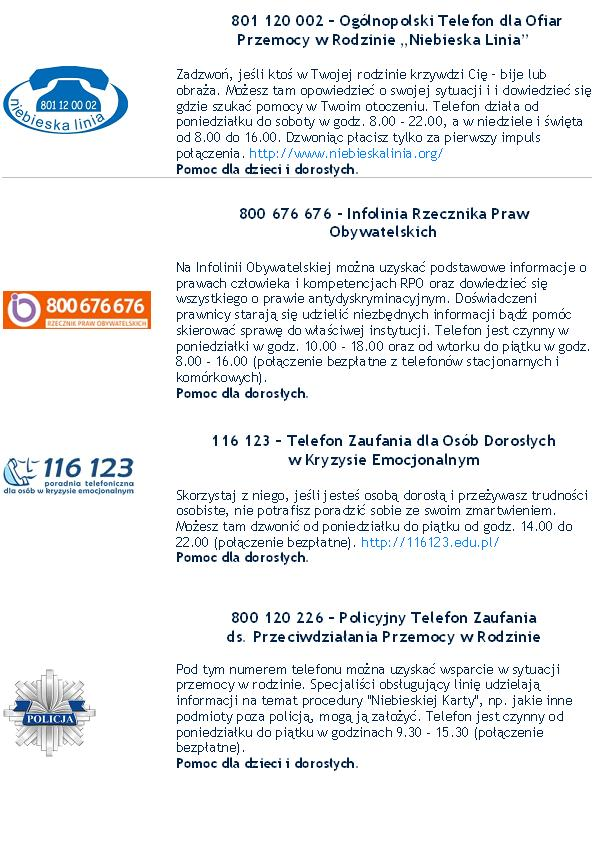 801 120 002 – Ogólnopolski Telefon dla Ofiar
Przemocy w Rodzinie „Niebieska Linia”
801 12 00 02
niebieska linia
Zadzwoń, jeśli ktoś w Twojej rodzinie krzywdzi Cię - bije lub
obraża. Możesz tam opowiedzieć o swojej sytuacji i i dowiedzieć się
gdzie szukać pomocy w Twoim otoczeniu. Telefon działa od
poniedziałku do soboty w godz. 8.00 - 22.00, a w niedziele i święta
od 8.00 do 16.00. Dzwoniąc płacisz tylko za pierwszy impuls
połączenia. http://www.niebieskalinia.org/
Pomoc dla dzieci i dorosłych.
800 676 676 – Infolinia Rzecznika Praw
Obywatelskich
800 676 676
RZECZNIK PRAW OBYWATELSKICH
Na Infolinii Obywatelskiej można uzyskać podstawowe informacje o
prawach człowieka i kompetencjach RPO oraz dowiedzieć się
wszystkiego o prawie antydyskryminacyjnym. Doświadczeni
prawnicy starają się udzielić niezbędnych informacji bądź pomóc
skierować sprawę do właściwej instytucji. Telefon jest czynny w
poniedziałki w godz. 10.00 - 18.00 oraz od wtorku do piątku w godz.
8.00 - 16.00 (połączenie bezpłatne z telefonów stacjonarnych i
komórkowych).
Pomoc dla dorosłych.
116 123 – Telefon Zaufania dla Osób Dorosłych
w Kryzysie Emocjonalnym
116 123
poradnia telefoniczna
dla osób w kryzysie emocjonalnym
Skorzystaj z niego, jeśli jesteś osobą dorosłą i przeżywasz trudności
osobiste, nie potrafisz poradzić sobie ze swoim zmartwieniem.
Możesz tam dzwonić od poniedziałku do piątku od godz. 14.00 do
22.00 (połączenie bezpłatne). http://116123.edu.pl/
Pomoc dla dorosłych.
800 120 226 – Policyjny Telefon Zaufania
ds. Przeciwdziałania Przemocy w Rodzinie
POLICJA
Pod tym numerem telefonu można uzyskać wsparcie w sytuacji
przemocy w rodzinie. Specjaliści obsługujący linię udzielają
informacji na temat procedury "Niebieskiej Karty", np. jakie inne
podmioty poza policją, mogą ją założyć. Telefon jest czynny od
poniedziałku do piątku w godzinach 9.30 - 15.30 (połączenie
bezpłatne).
Pomoc dla dzieci i dorosłych.